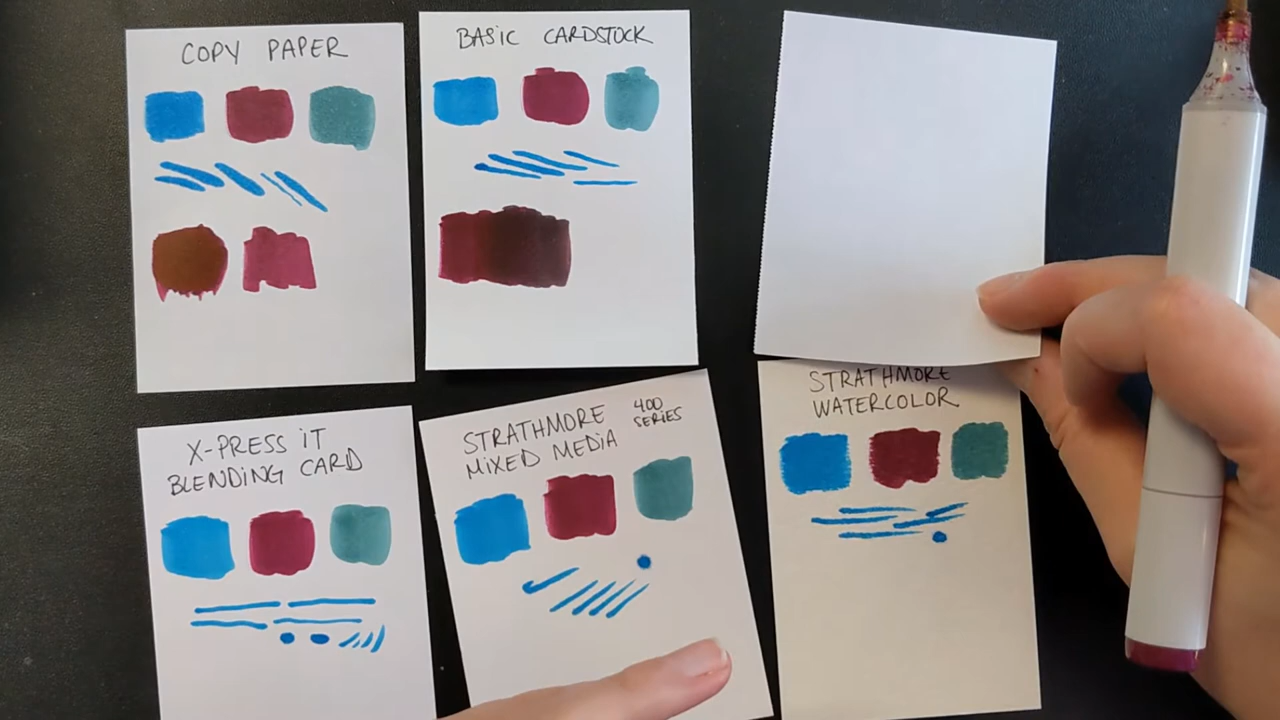 COPY PAPER
BASIC CARDSTOCK
X-PRESS iT
BLENDING CARD
STRATHMORE 400 SERIES
MIXED MEDIA
STRATHMORE
WATERCOLOR